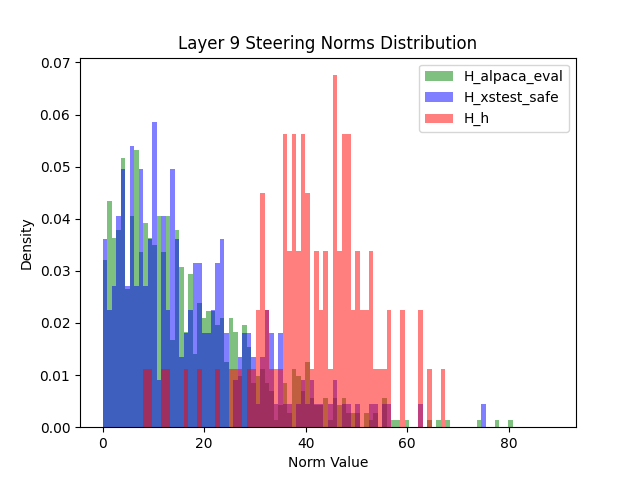 Layer 9 Steering Norms Distribution
0.07
0.06
0.05
0.04
0.03
0.02
0.01
0.00
Density
0
20
40
60
80
Norm Value
H_alpaca_eval
H_xstest_safe
H_h